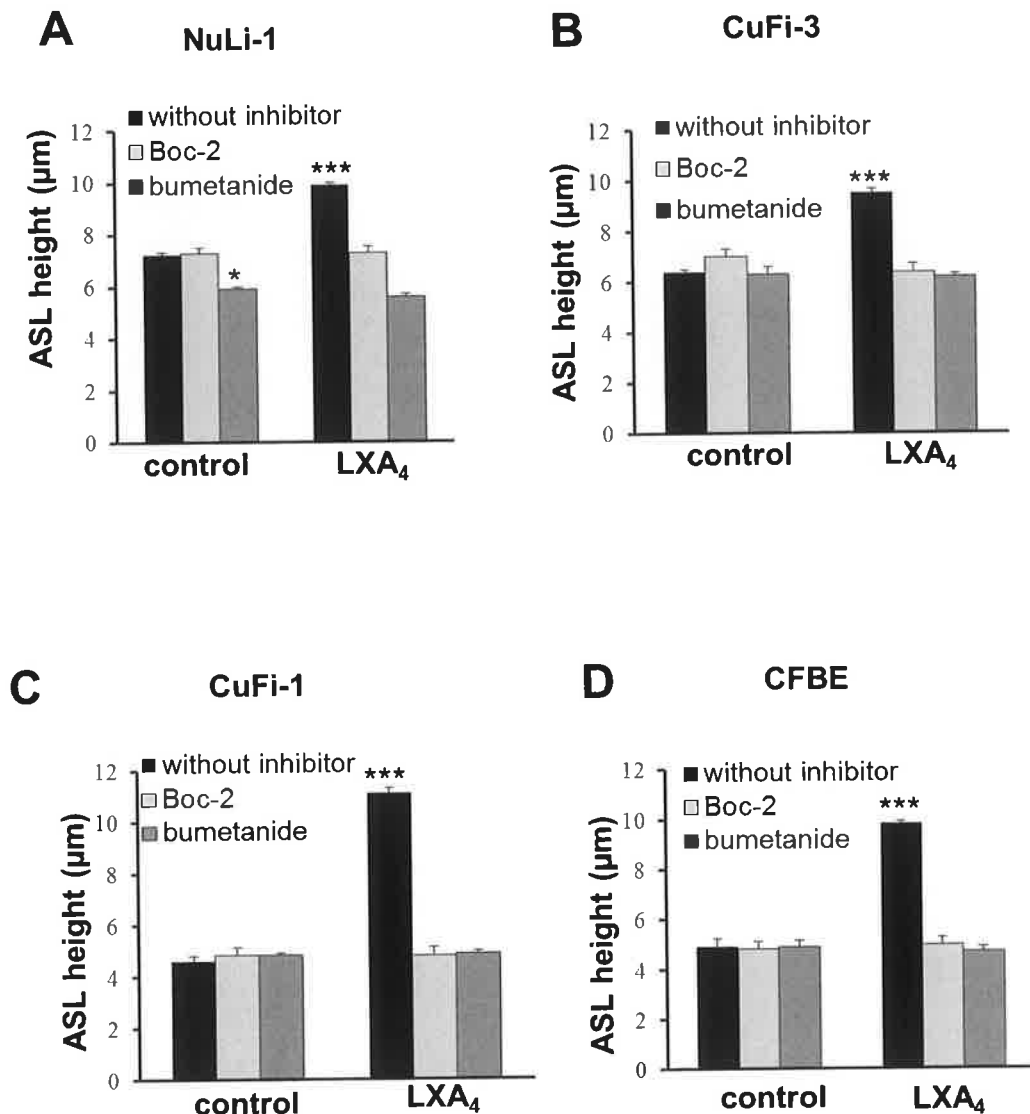 A
NuLi-1
without inhibitor
Boc-2
bumetanide
ASL height (µm)
12
10
8
6
4
2
0
***
*
control
LXA4
B
CuFi-3
without inhibitor
Boc-2
bumetanide
ASL height (µm)
12
10
8
6
4
2
0
***
control
LXA4
C
CuFi-1
without inhibitor
Boc-2
bumetanide
ASL height (µm)
12
10
8
6
4
2
0
***
control
LXA4
D
CFBE
without inhibitor
Boc-2
bumetanide
ASL height (µm)
12
10
8
6
4
2
0
***
control
LXA4